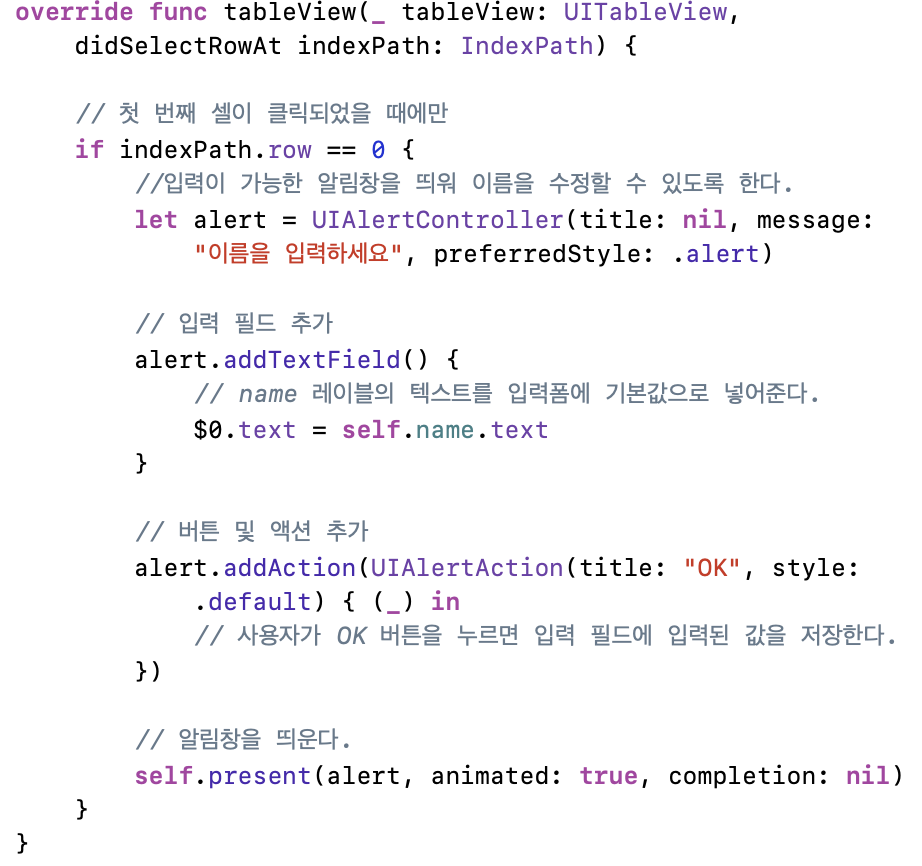 override func tableView(_ tableView: UITableView,
didSelectRowAt indexPath: IndexPath) {
// 첫 번째 셀이 클릭되었을 때에만
if indexPath.row == 0 {
//입력이 가능한 알림창을 띄워 이름을 수정할 수 있도록 한다.
let alert = UIAlertController(title: nil, message:
"이름을 입력하세요", preferredStyle: .alert)
// 입력 필드 추가
alert.addTextField() {
// name 레이블의 텍스트를 입력폼에 기본값으로 넣어준다.
$0.text = self.name.text
}
// 버튼 및 액션 추가
alert.addAction(UIAlertAction(title: "OK", style:
.default) { (_) in
// 사용자가 OK 버튼을 누르면 입력 필드에 입력된 값을 저장한다.
})
// 알림창을 띄운다.
self.present(alert, animated: true, completion: nil)
}
}